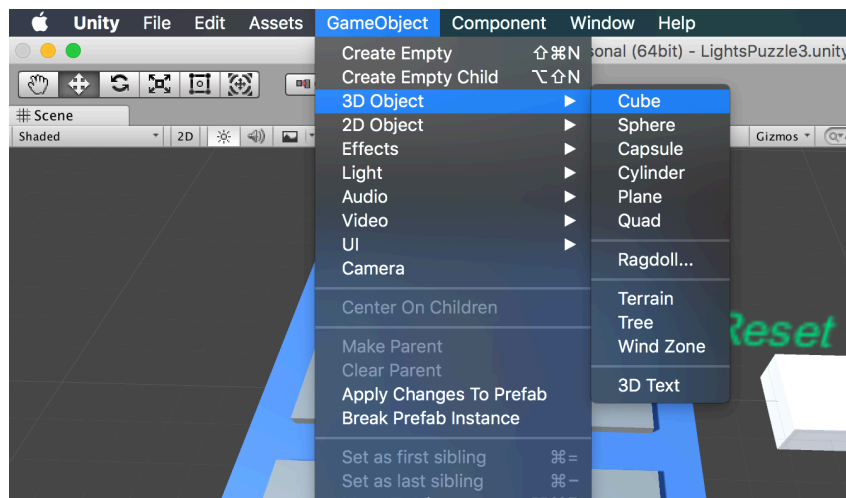 Unity File Edit Assets GameObject Component Window Help
sonal (64bit) - LightsPuzzle3.unity
Scene
Shaded 2D Gizmos
Create Empty ⇧⌘N
Create Empty Child ⌥⇧N
3D Object
2D Object
Effects
Light
Audio
Video
UI
Camera
Center On Children
Make Parent
Clear Parent
Apply Changes To Prefab
Break Prefab Instance
Set as first sibling ⌘=
Set as last sibling ⌘-
Cube
Sphere
Capsule
Cylinder
Plane
Quad
Ragdoll...
Terrain
Tree
Wind Zone
3D Text
Reset